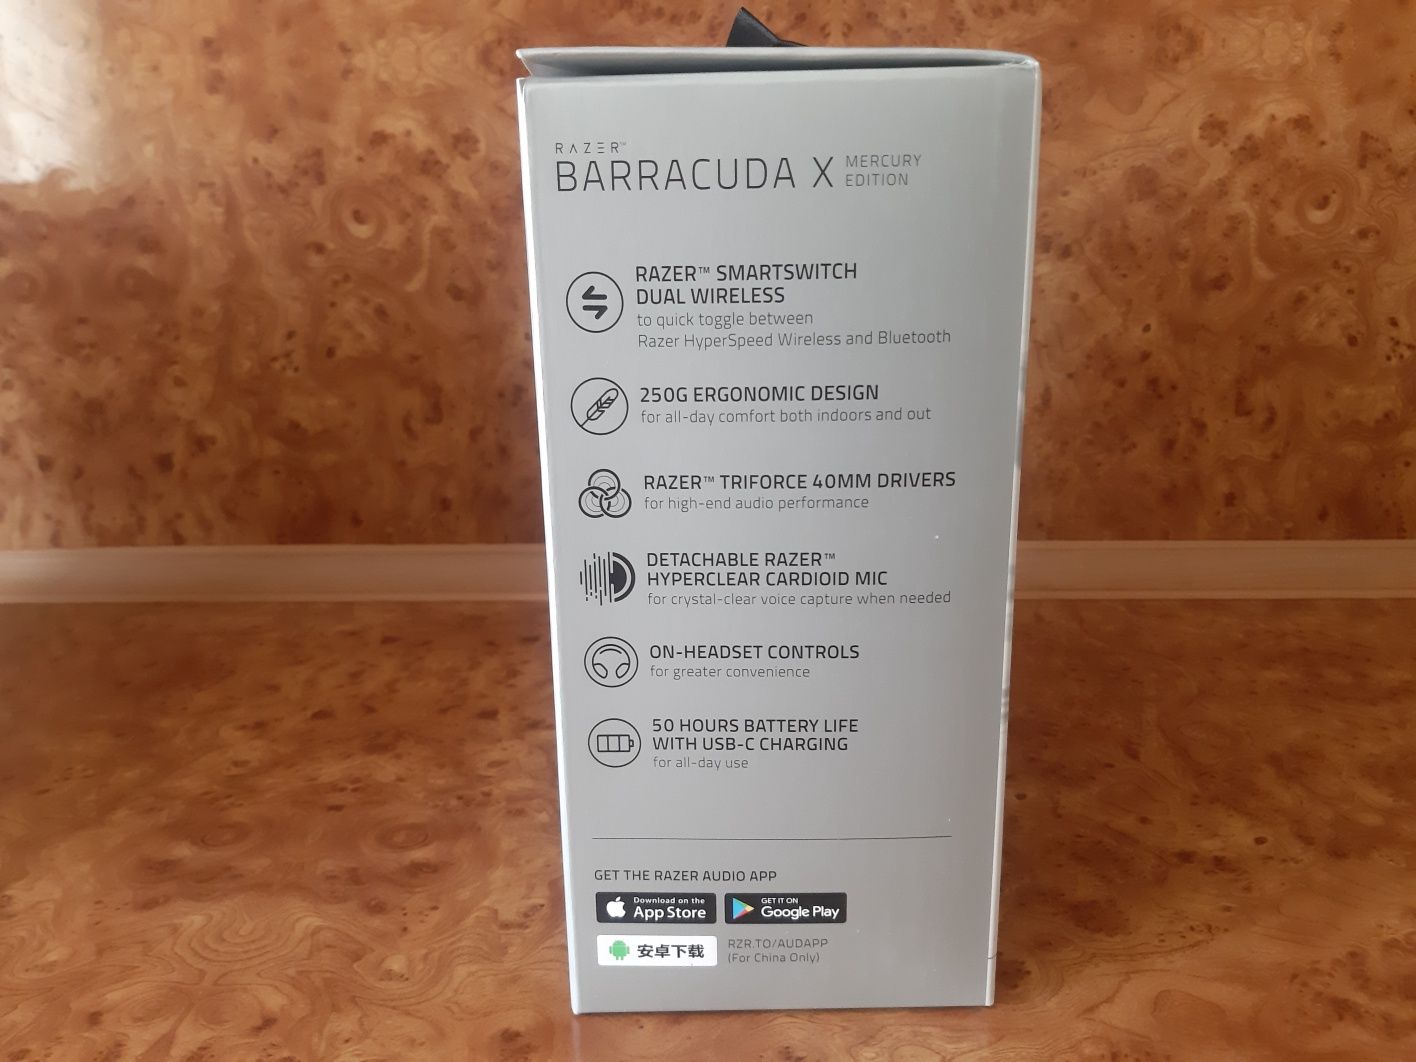 RAZER™
BARRACUDA X MERCURY EDITION
RAZER™ SMARTSWITCH
DUAL WIRELESS
to quick toggle between
Razer HyperSpeed Wireless and Bluetooth
250G ERGONOMIC DESIGN
for all-day comfort both indoors and out
RAZER™ TRIFORCE 40MM DRIVERS
for high-end audio performance
DETACHABLE RAZER™
HYPERCLEAR CARDIOID MIC
for crystal-clear voice capture when needed
ON-HEADSET CONTROLS
for greater convenience
50 HOURS BATTERY LIFE
WITH USB-C CHARGING
for all-day use
GET THE RAZER AUDIO APP
Download on the
App Store
GET IT ON
Google Play
安卓下载
RZR.TO/AUDAPP
(For China Only)